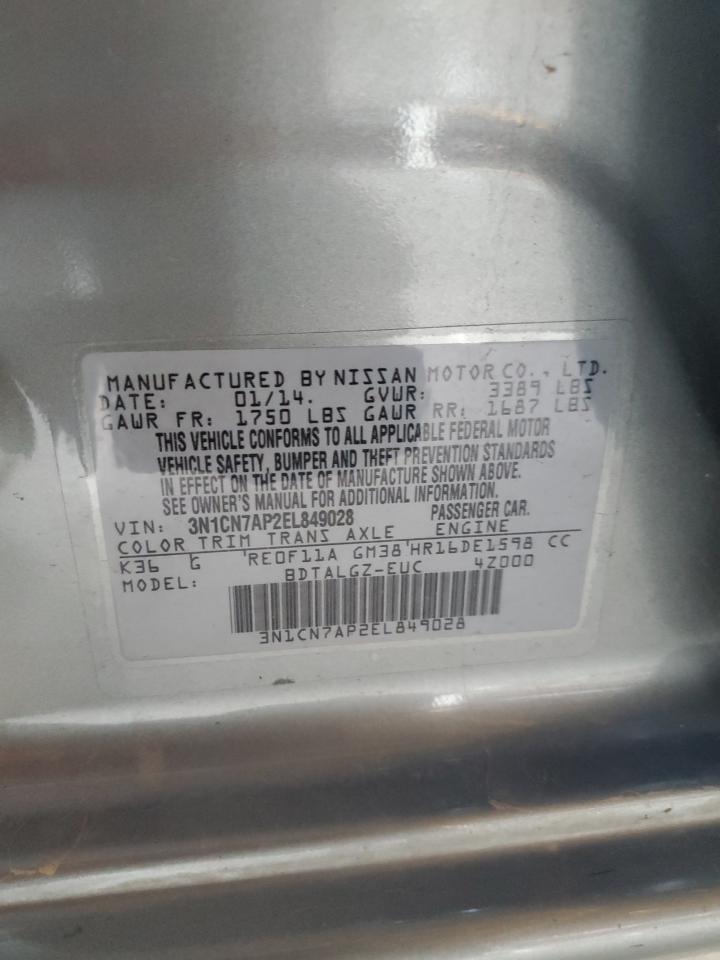 MANUFACTURED BY NISSAN MOTOR CO., LTD.
DATE: 01/14. GVWR: 3389 LBS
GAWR FR: 1750 LBS GAWR RR: 1687 LBS
THIS VEHICLE CONFORMS TO ALL APPLICABLE FEDERAL MOTOR
VEHICLE SAFETY, BUMPER AND THEFT PREVENTION STANDARDS
IN EFFECT ON THE DATE OF MANUFACTURE SHOWN ABOVE.
SEE OWNER'S MANUAL FOR ADDITIONAL INFORMATION.
VIN: 3N1CN7AP2EL849028 PASSENGER CAR.
COLOR TRIM TRANS AXLE ENGINE
K36 G 'RE0F11A GM38'HR16DE1598 CC
MODEL: BDTALGZ-EUC 4Z000
3N1CN7AP2EL849028